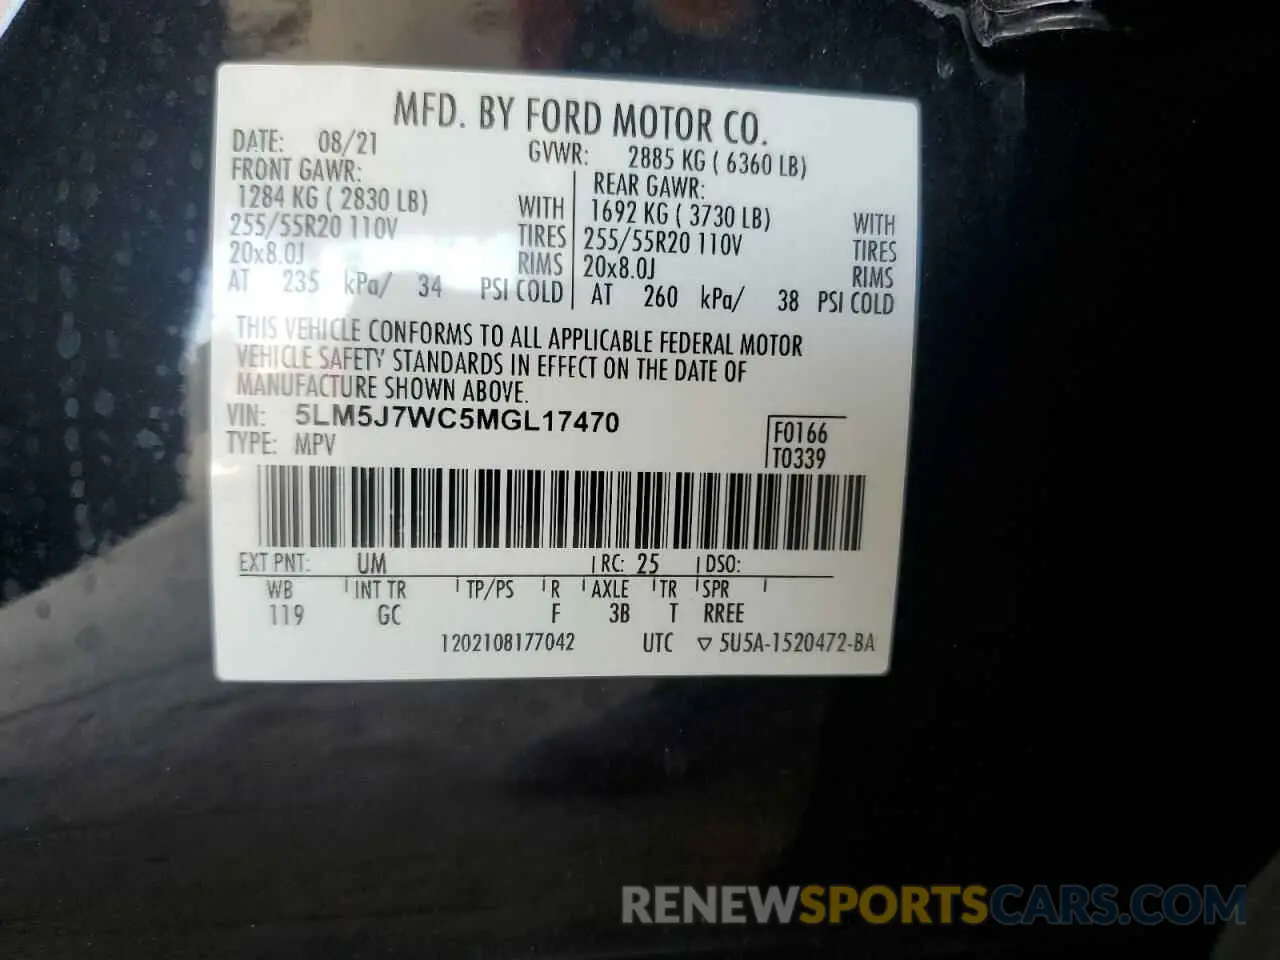 MFD. BY FORD MOTOR CO.
DATE: 08/21 GVWR: 2885 KG ( 6360 LB)
FRONT GAWR: REAR GAWR:
1284 KG ( 2830 LB) WITH 1692 KG ( 3730 LB) WITH
255/55R20 110V TIRES 255/55R20 110V TIRES
20x8.0J RIMS 20x8.0J RIMS
AT 235 kPa/ 34 PSI COLD AT 260 kPa/ 38 PSI COLD
THIS VEHICLE CONFORMS TO ALL APPLICABLE FEDERAL MOTOR
VEHICLE SAFETY STANDARDS IN EFFECT ON THE DATE OF
MANUFACTURE SHOWN ABOVE.
VIN: 5LM5J7WC5MGL17470 F0166
TYPE: MPV T0339
EXT PNT: UM RC: 25 DSO:
WB INT TR TP/PS R AXLE TR SPR
119 GC F 3B T RREE
1202108177042 UTC ▽ 5U5A-1520472-BA
RENEWSPORTSCARS.COM